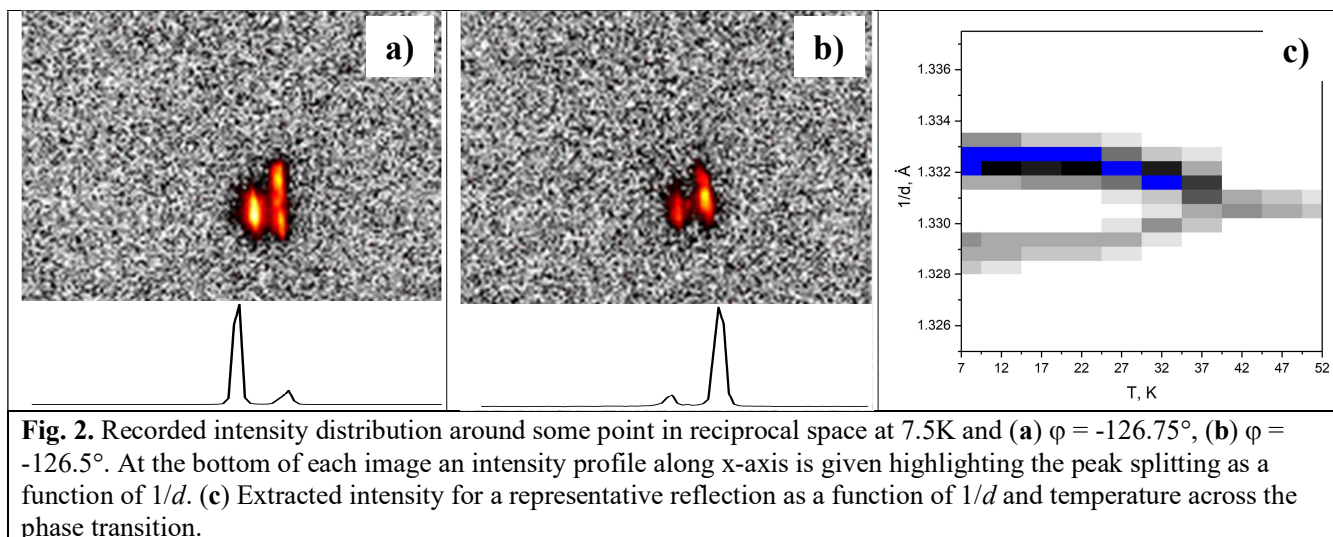 a)
b)
c)
1.336
1.334
1.332
1.330
1.328
1.326
1/d, Å
7 12 17 22 27 32 37 42 47 52
T, K
Fig. 2. Recorded intensity distribution around some point in reciprocal space at 7.5K and (a) φ = -126.75°, (b) φ =
-126.5°. At the bottom of each image an intensity profile along x-axis is given highlighting the peak splitting as a
function of 1/d. (c) Extracted intensity for a representative reflection as a function of 1/d and temperature across the
phase transition.